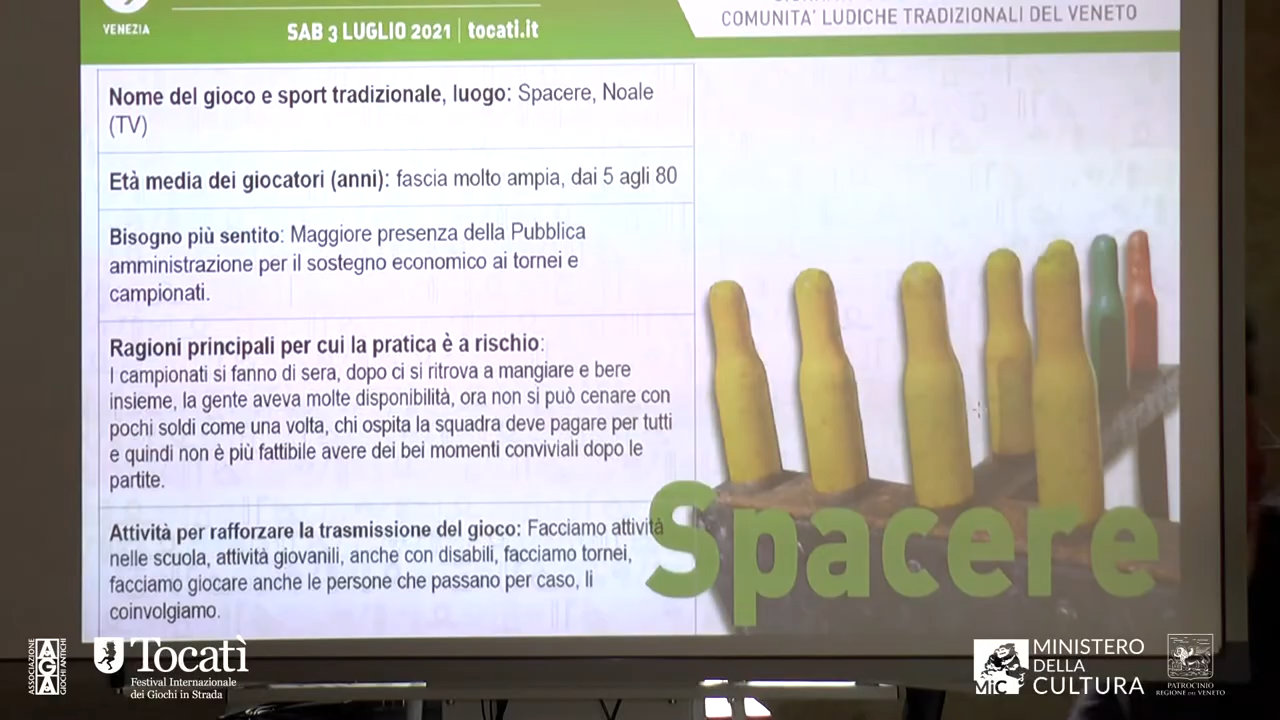 VENEZIA
SAB 3 LUGLIO 2021 | tocati.it
COMUNITA' LUDICHE TRADIZIONALI DEL VENETO
Nome del gioco e sport tradizionale, luogo: Spacere, Noale
(TV)
Età media dei giocatori (anni): fascia molto ampia, dai 5 agli 80
Bisogno più sentito: Maggiore presenza della Pubblica
amministrazione per il sostegno economico ai tornei e
campionati.
Ragioni principali per cui la pratica è a rischio:
I campionati si fanno di sera, dopo ci si ritrova a mangiare e bere
insieme, la gente aveva molte disponibilità, ora non si può cenare con
pochi soldi come una volta, chi ospita la squadra deve pagare per tutti
e quindi non è più fattibile avere dei bei momenti conviviali dopo le
partite.
Attività per rafforzare la trasmissione del gioco: Facciamo attività
nelle scuola, attività giovanili, anche con disabili, facciamo tornei,
facciamo giocare anche le persone che passano per caso, li
coinvolgiamo.
Spacere
ASSOCIAZIONE
AGA
GIOCHI ANTICHI
Tocatì
Festival Internazionale
dei Giochi in Strada
MiC
MINISTERO
DELLA
CULTURA
PATROCINIO
REGIONE DEL VENETO